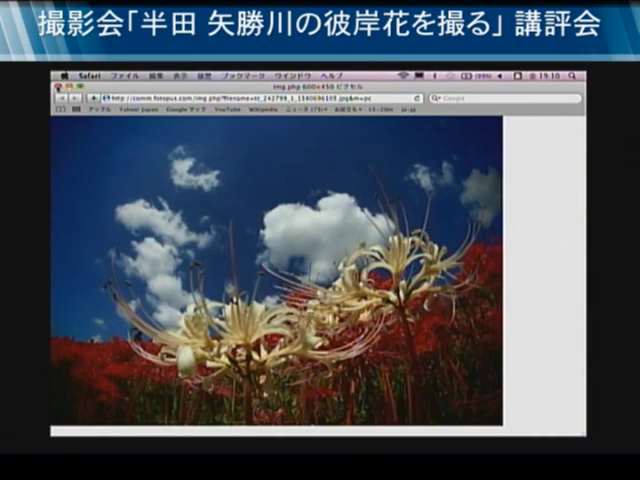 撮影会「半田 矢勝川の彼岸花を撮る」 講評会
Safari ファイル 編集 表示 履歴 ブックマーク ウインドウ ヘルプ 金 19:10
img.php 600×450 ピクセル
Google
アップル Yahoo! Japan Google マップ YouTube Wikipedia